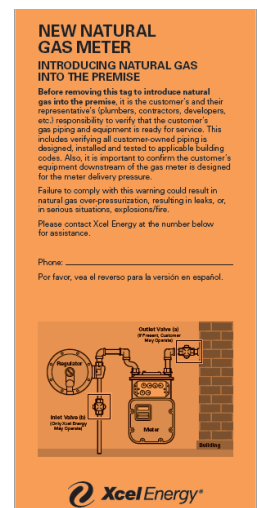 NEW NATURAL
GAS METER
INTRODUCING NATURAL GAS
INTO THE PREMISE
Before removing this tag to introduce natural
gas into the premise, it is the customer's and their
representative's (plumbers, contractors, developers,
etc.) responsibility to verify that the customer's
gas piping and equipment is ready for service. This
includes verifying all customer-owned piping is
designed, installed and tested to applicable building
codes. Also, it is important to confirm the customer's
equipment downstream of the gas meter is designed
for the meter delivery pressure.
Failure to comply with this warning could result in
natural gas over-pressurization, resulting in leaks, or,
in serious situations, explosions/fire.
Please contact Xcel Energy at the number below
for assistance.
Phone:
Por favor, vea el reverso para la versión en español.
Outlet Valve (a)
(If Present, Customer
May Operate)
Regulator
Inlet Valve (b)
(Only Xcel Energy
May Operate)
Meter
Building
Xcel Energy®